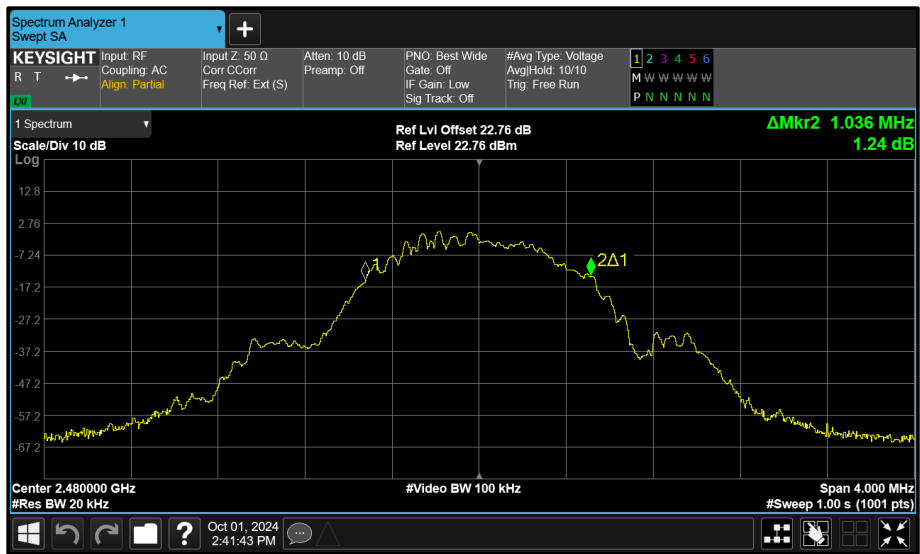 Spectrum Analyzer 1
Swept SA
KEYSIGHT
R T
LXI
Input: RF
Coupling: AC
Align: Partial
Input Z: 50 Ω
Corr CCorr
Freq Ref: Ext (S)
Atten: 10 dB
Preamp: Off
PNO: Best Wide
Gate: Off
IF Gain: Low
Sig Track: Off
#Avg Type: Voltage
Avg|Hold: 10/10
Trig: Free Run
1 2 3 4 5 6
M W W W W W
P N N N N N
1 Spectrum
Scale/Div 10 dB
Ref Lvl Offset 22.76 dB
Ref Level 22.76 dBm
ΔMkr2 1.036 MHz
1.24 dB
Log
12.8
2.76
-7.24
-17.2
-27.2
-37.2
-47.2
-57.2
-67.2
1
2Δ1
Center 2.480000 GHz
#Video BW 100 kHz
Span 4.000 MHz
#Res BW 20 kHz
#Sweep 1.00 s (1001 pts)
?
Oct 01, 2024
2:41:43 PM